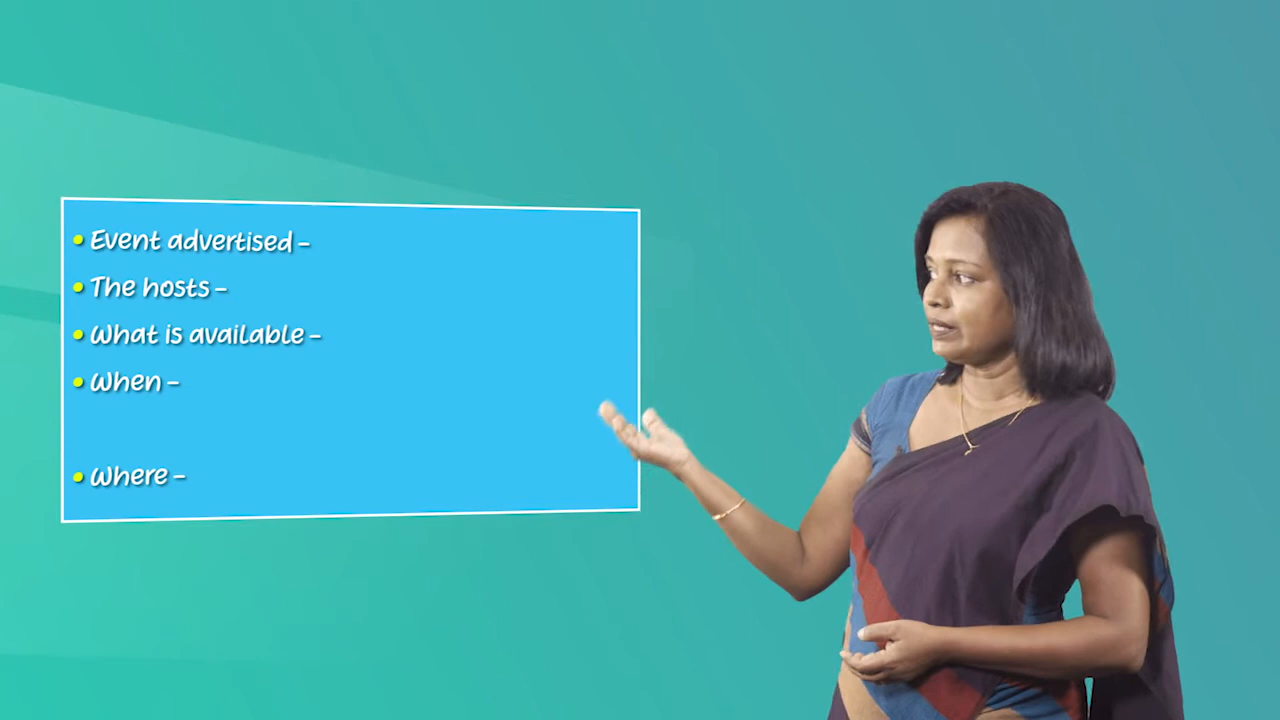 • Event advertised –
• The hosts –
• What is available –
• When –
• Where –